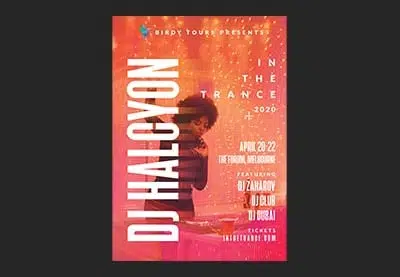 BIRDY TOURS PRESENTS
DJ HALCYON
IN
THE
TRANCE
2020
APRIL 20-22
THE FORUM, MELBOURNE
FEATURING
DJ ZAHAROV
DJ CLUB
DJ DUBAI
TICKETS